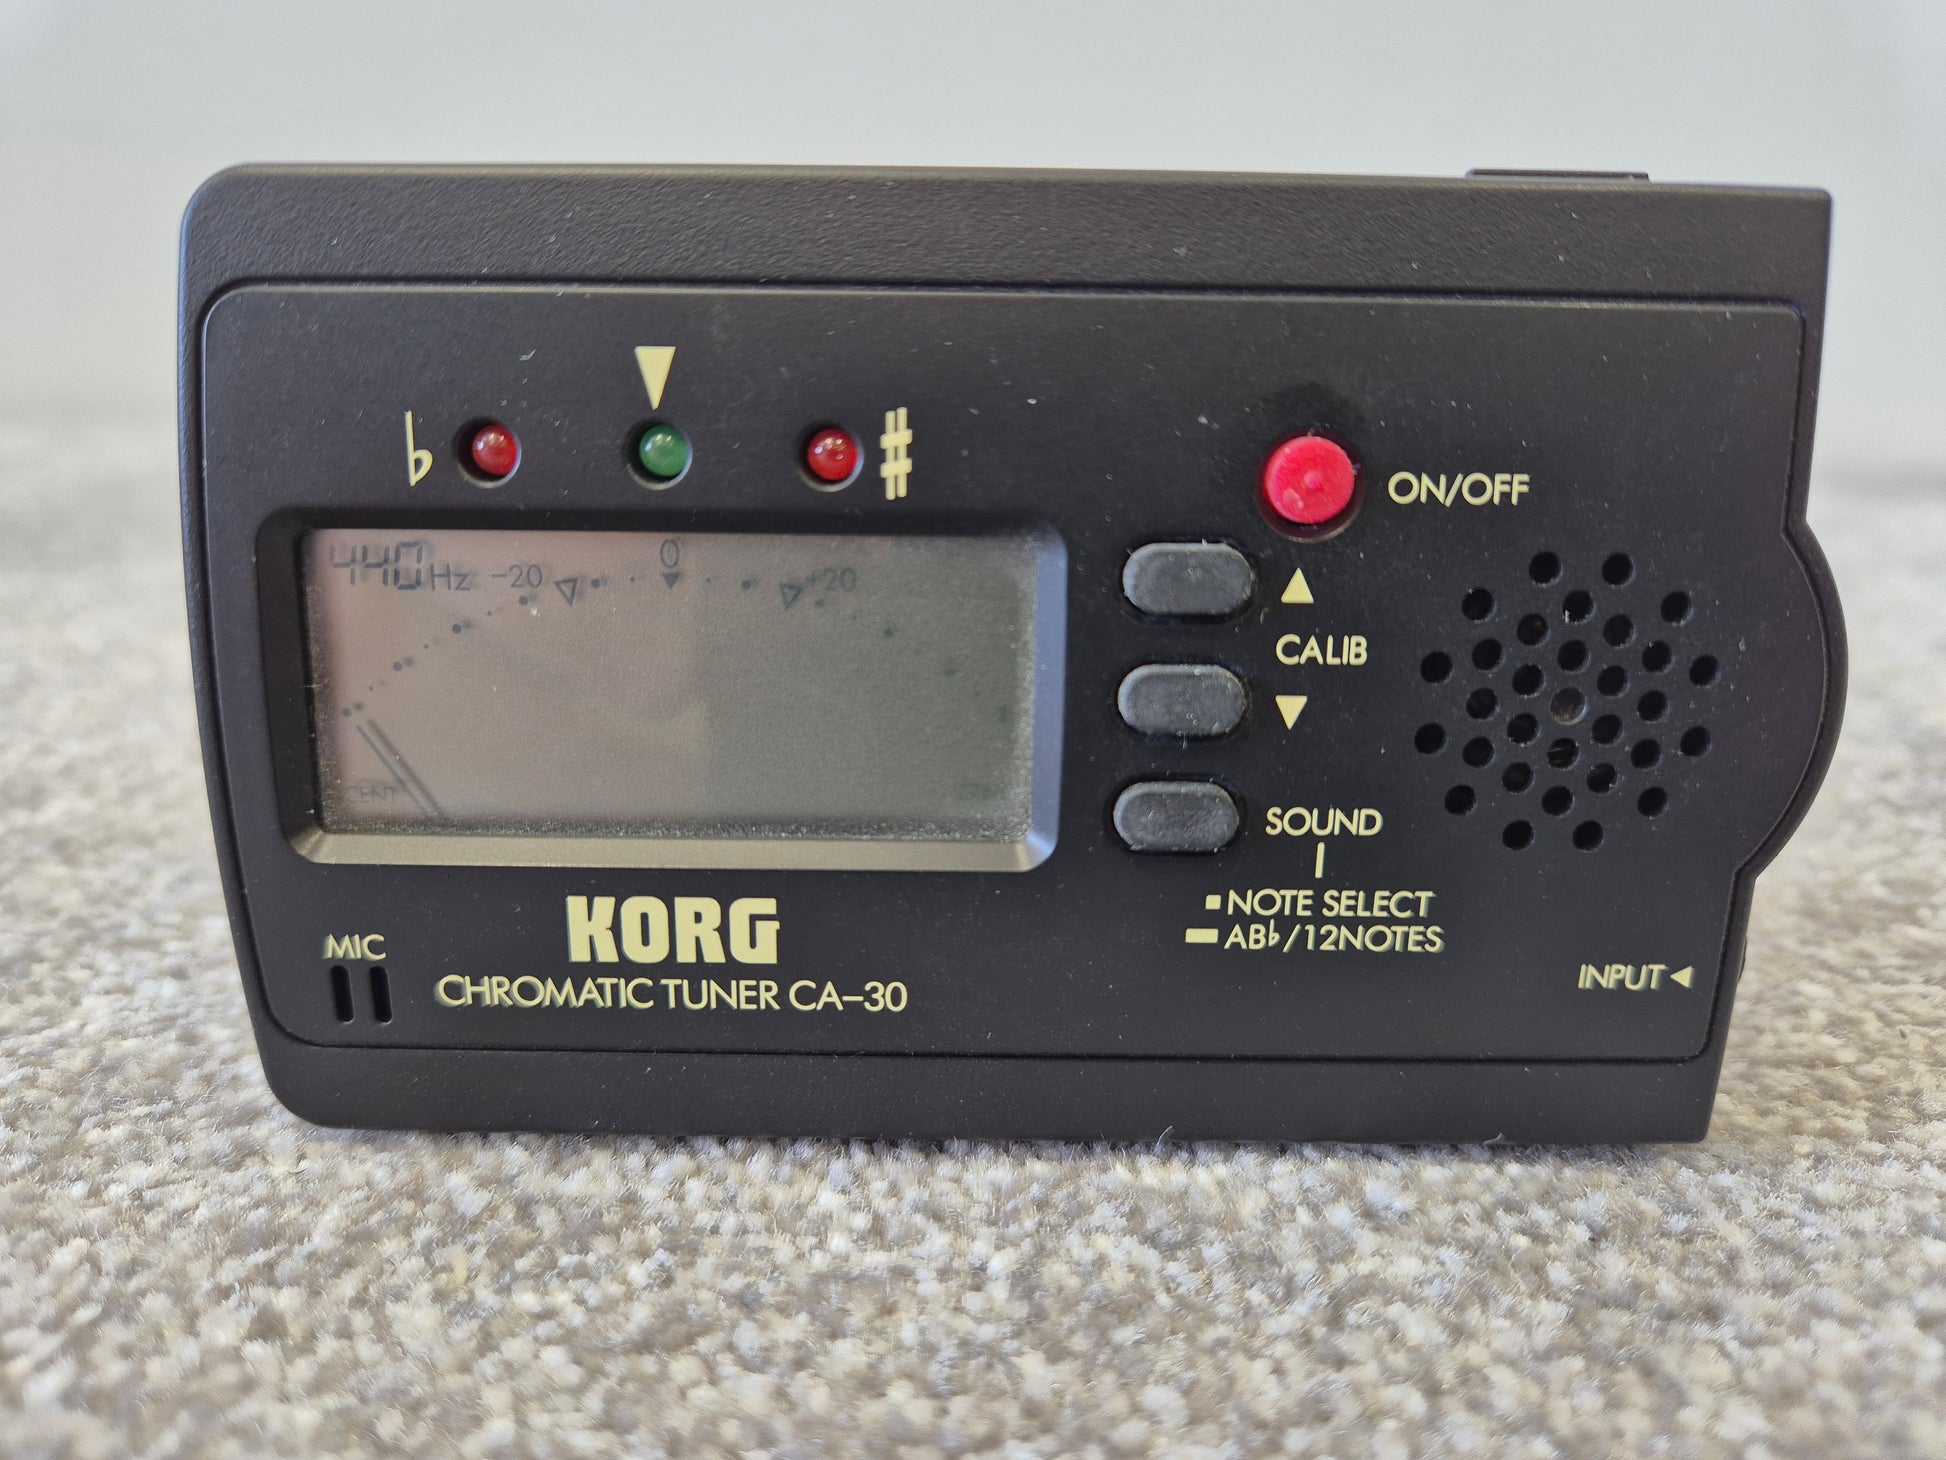 ♭ ♯
ON/OFF
440Hz -20 0 +20
CALIB
CENT
SOUND
NOTE SELECT
AB♭/12NOTES
MIC
KORG
CHROMATIC TUNER CA-30
INPUT